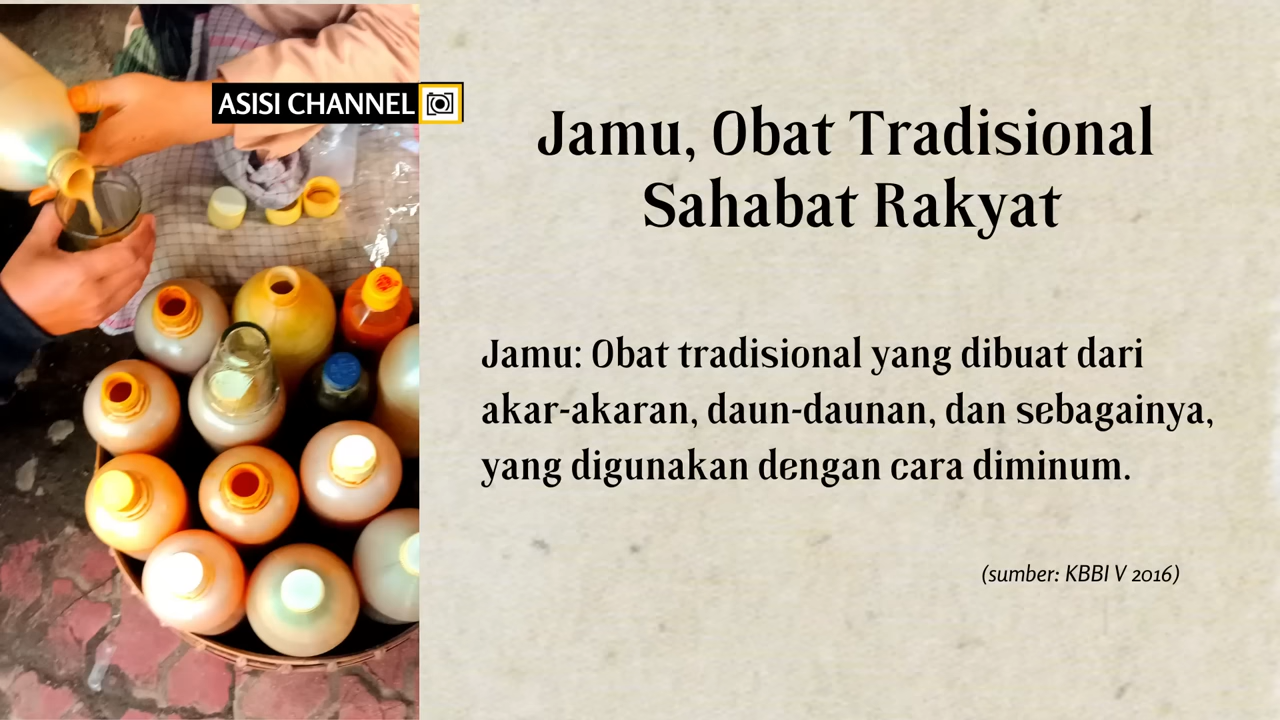 ASISI CHANNEL
Jamu, Obat Tradisional
Sahabat Rakyat
Jamu: Obat tradisional yang dibuat dari
akar-akaran, daun-daunan, dan sebagainya,
yang digunakan dengan cara diminum.
(sumber: KBBI V 2016)